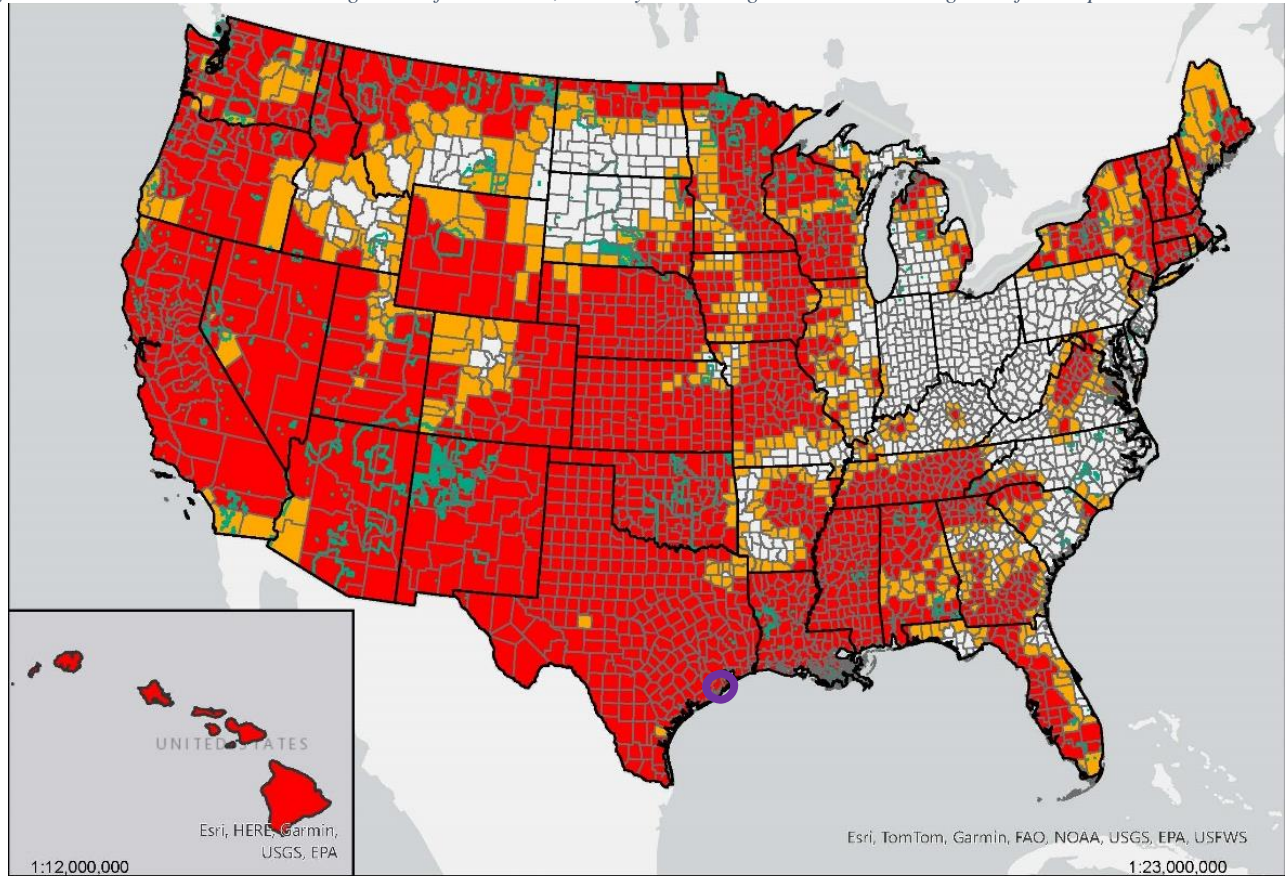 UNITED STATES
Esri, HERE, Garmin,
USGS, EPA
1:12,000,000
Esri, TomTom, Garmin, FAO, NOAA, USGS, EPA, USFWS
1:23,000,000